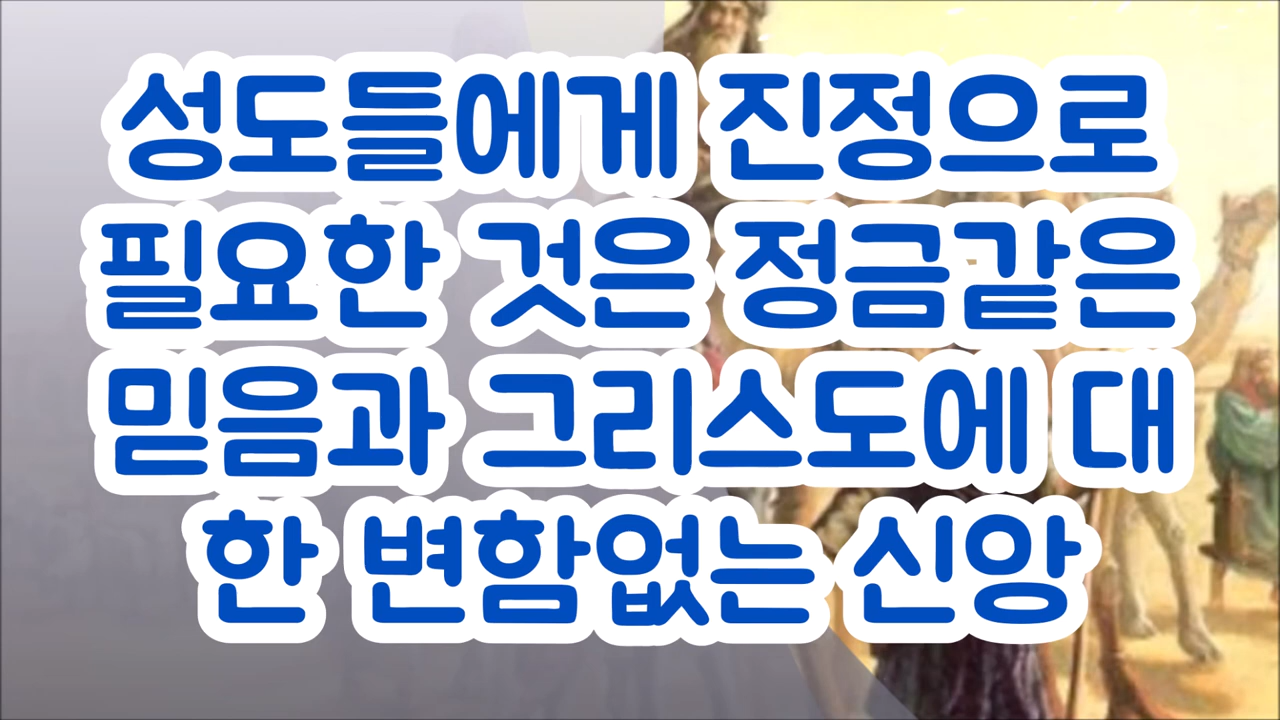 성도들에게 진정으로
필요한 것은 정금같은
믿음과 그리스도에 대
한 변함없는 신앙